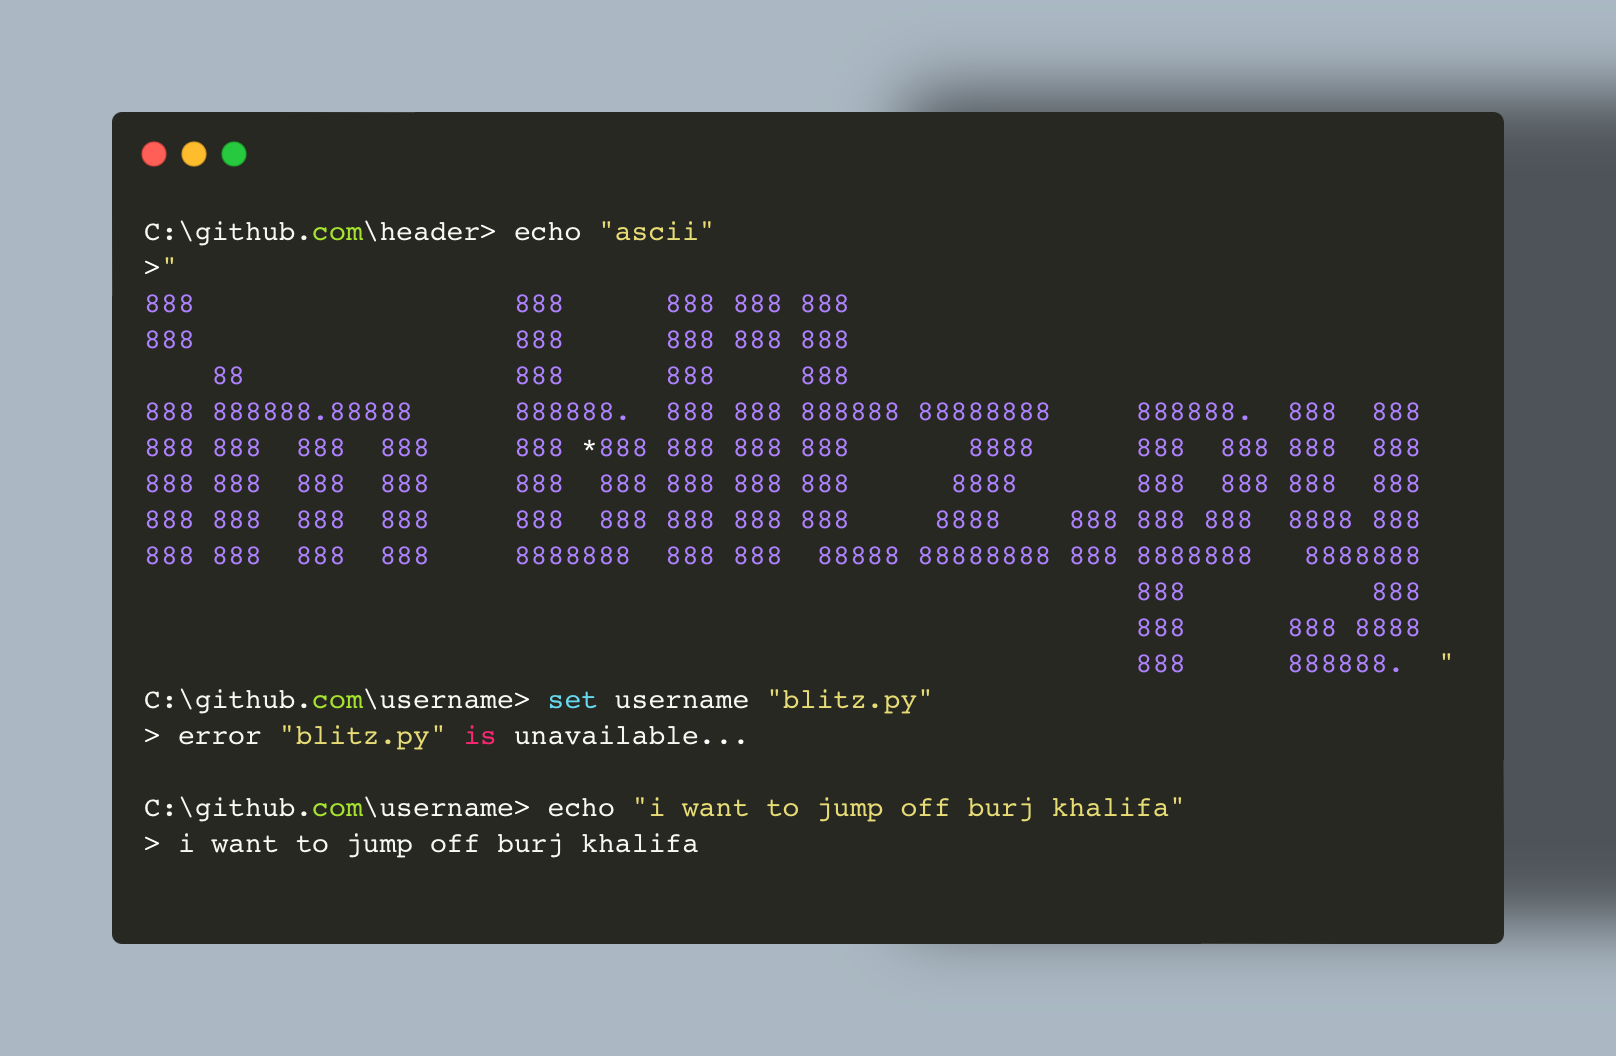 C:\github.com\header> echo "ascii"
>"
888                   888      888 888 888
888                   888      888 888 888
    88                888      888     888
888 888888.88888      888888.  888 888 888888 88888888     888888.  888  888
888 888  888  888     888 *888 888 888 888       8888      888  888 888  888
888 888  888  888     888  888 888 888 888      8888       888  888 888  888
888 888  888  888     888  888 888 888 888     8888    888 888 888  8888 888
888 888  888  888     8888888  888 888  88888 88888888 888 8888888   8888888
                                                           888           888
                                                           888      888 8888
                                                           888      888888.  "
C:\github.com\username> set username "blitz.py"
> error "blitz.py" is unavailable...
C:\github.com\username> echo "i want to jump off burj khalifa"
> i want to jump off burj khalifa